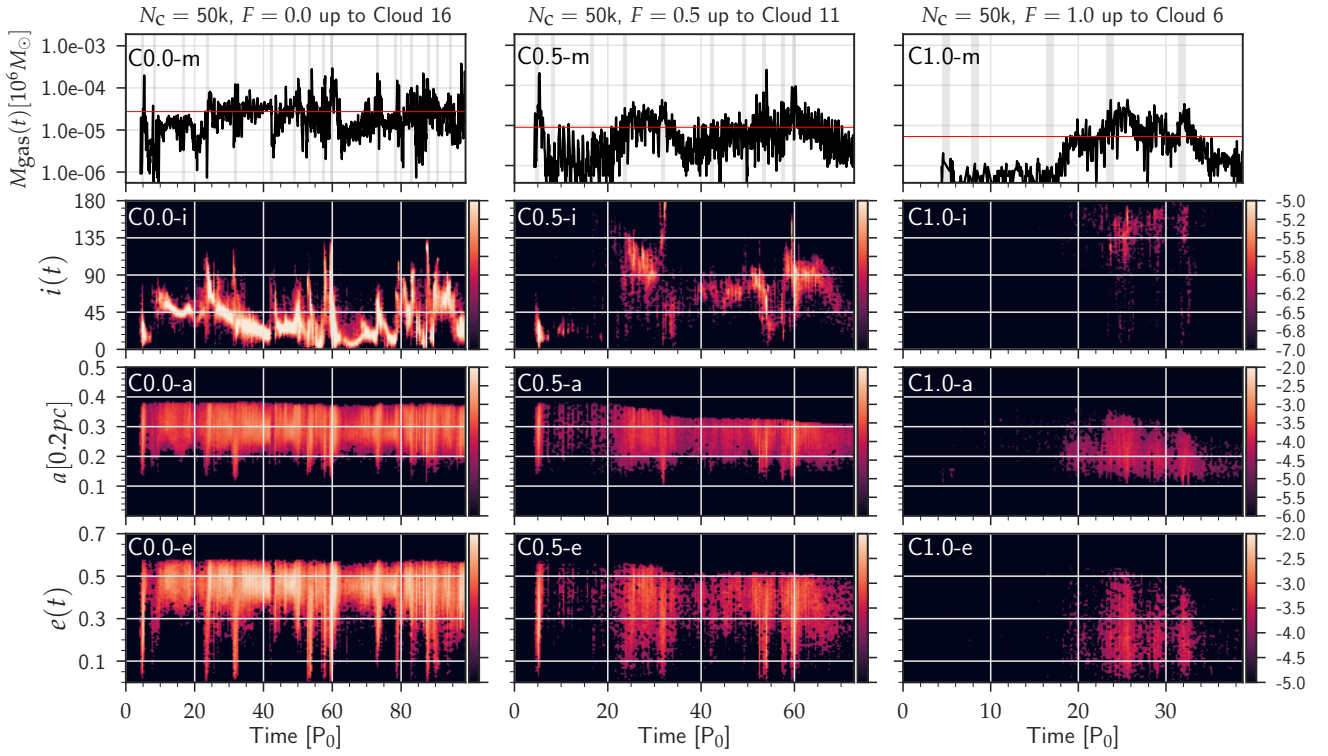 N_C = 50k, F = 0.0 up to Cloud 16
N_C = 50k, F = 0.5 up to Cloud 11
N_C = 50k, F = 1.0 up to Cloud 6
Mgas(t)[10^6 M_⊙]
1.0e-03
1.0e-04
1.0e-05
1.0e-06
C0.0-m
C0.5-m
C1.0-m
i(t)
180
135
90
45
0
C0.0-i
C0.5-i
C1.0-i
-5.0
-5.2
-5.5
-5.8
-6.0
-6.2
-6.5
-6.8
-7.0
a[0.2pc]
0.5
0.4
0.3
0.2
0.1
C0.0-a
C0.5-a
C1.0-a
-2.0
-2.5
-3.0
-3.5
-4.0
-4.5
-5.0
-5.5
-6.0
e(t)
0.7
0.5
0.3
0.1
C0.0-e
C0.5-e
C1.0-e
-2.0
-2.5
-3.0
-3.5
-4.0
-4.5
-5.0
0 20 40 60 80
0 20 40 60
0 10 20 30
Time [P_0]
Time [P_0]
Time [P_0]